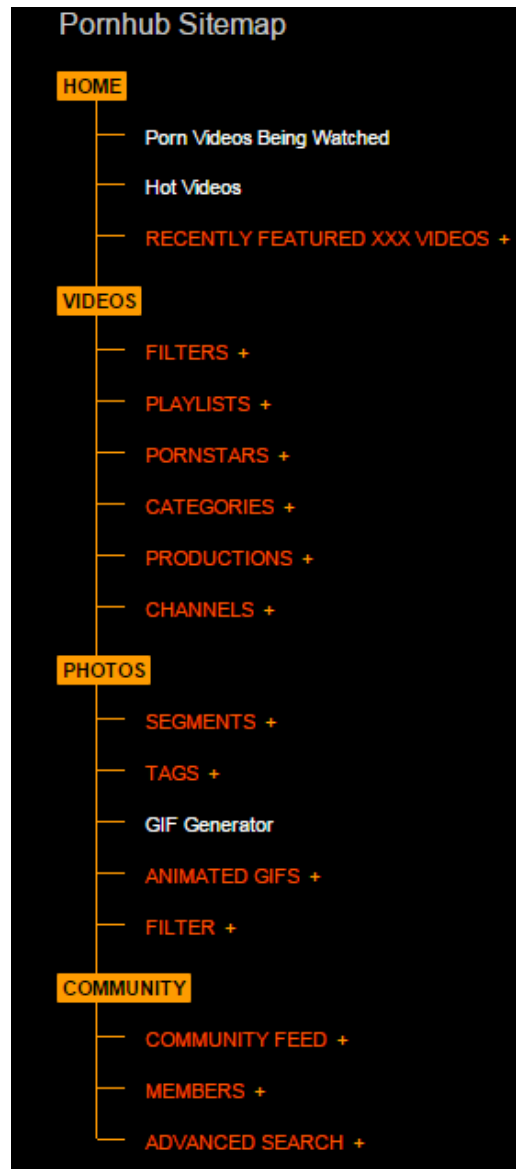 Pornhub Sitemap
HOME
Porn Videos Being Watched
Hot Videos
RECENTLY FEATURED XXX VIDEOS +
VIDEOS
FILTERS +
PLAYLISTS +
PORNSTARS +
CATEGORIES +
PRODUCTIONS +
CHANNELS +
PHOTOS
SEGMENTS +
TAGS +
GIF Generator
ANIMATED GIFS +
FILTER +
COMMUNITY
COMMUNITY FEED +
MEMBERS +
ADVANCED SEARCH +